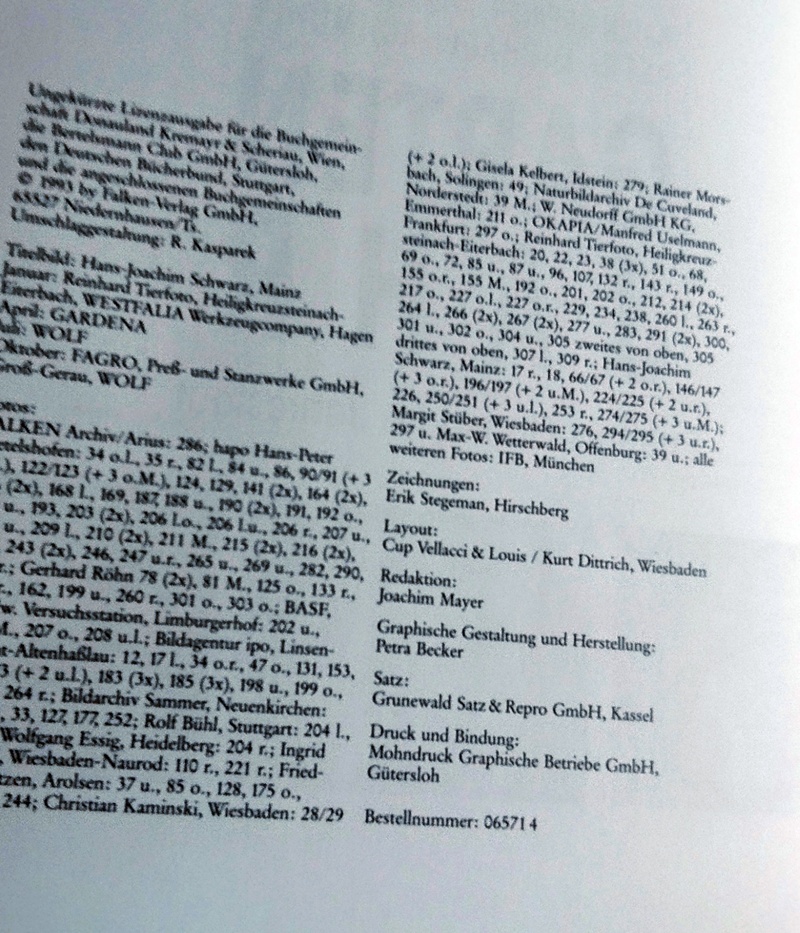 Ungekürzte Lizenzausgabe für die Buchgemein-
schaft Donauland Kremayr & Scheriau, Wien,
die Bertelsmann Club GmbH, Gütersloh,
den Deutschen Bücherbund, Stuttgart,
und die angeschlossenen Buchgemeinschaften
© 1993 by Falken-Verlag GmbH,
65527 Niedernhausen/Ts.
Umschlaggestaltung: R. Kasparek
Titelbild: Hans-Joachim Schwarz, Mainz
Januar: Reinhard Tierfoto, Heiligkreuzsteinach-
Eiterbach, WESTFALIA Werkzeugcompany, Hagen
April: GARDENA
Juli: WOLF
Oktober: FAGRO, Preß- und Stanzwerke GmbH,
Groß-Gerau, WOLF
otos:
ALKEN Archiv/Arius: 286; hapo Hans-Peter
etelshofen: 34 o.l., 35 r., 82 l., 84 u., 86, 90/91 (+ 3
.), 122/123 (+ 3 o.M.), 124, 129, 141 (2x), 164 (2x),
(2x), 168 l., 169, 187, 188 u., 190 (2x), 191, 192 o.,
u., 193, 203 (2x), 206 l.o., 206 l.u., 206 r., 207 u.,
u., 209 l., 210 (2x), 211 M., 215 (2x), 216 (2x),
243 (2x), 246, 247 u.r., 265 u., 269 u., 282, 290,
r.; Gerhard Röhn 78 (2x), 81 M., 125 o., 133 r.,
r., 162, 199 u., 260 r., 301 o., 303 o.; BASF,
w. Versuchsstation, Limburgerhof: 202 u.,
M., 207 o., 208 u.l.; Bildagentur ipo, Linsen-
t-Altenhaßlau: 12, 17 l., 34 o.r., 47 o., 131, 153,
3 (+ 2 u.l.), 183 (3x), 185 (3x), 198 u., 199 o.,
264 r.; Bildarchiv Sammer, Neuenkirchen:
, 33, 127, 177, 252; Rolf Bühl, Stuttgart: 204 l.,
Wolfgang Essig, Heidelberg: 204 r.; Ingrid
, Wiesbaden-Naurod: 110 r., 221 r.; Fried-
tzen, Arolsen: 37 u., 85 o., 128, 175 o.,
244; Christian Kaminski, Wiesbaden: 28/29
(+ 2 o.l.); Gisela Kelbert, Idstein: 279; Rainer Mors-
bach, Solingen: 49; Naturbildarchiv De Cuveland,
Norderstedt: 39 M.; W. Neudorff GmbH KG,
Emmerthal: 211 o.; OKAPIA/Manfred Uselmann,
Frankfurt: 297 o.; Reinhard Tierfoto, Heiligkreuz-
steinach-Eiterbach: 20, 22, 23, 38 (3x), 51 o., 68,
69 o., 72, 85 u., 87 u., 96, 107, 132 r., 143 r., 149 o.,
155 o.r., 155 M., 192 o., 201, 202 o., 212, 214 (2x),
217 o., 227 o.l., 227 o.r., 229, 234, 238, 260 l., 263 r.,
264 l., 266 (2x), 267 (2x), 277 u., 283, 291 (2x), 300,
301 u., 302 o., 304 u., 305 zweites von oben, 305
drittes von oben, 307 l., 309 r.; Hans-Joachim
Schwarz, Mainz: 17 r., 18, 66/67 (+ 2 o.r.), 146/147
(+ 3 o.r.), 196/197 (+ 2 u.M.), 224/225 (+ 2 u.r.),
226, 250/251 (+ 3 u.l.), 253 r., 274/275 (+ 3 u.M.);
Margit Stüber, Wiesbaden: 276, 294/295 (+ 3 u.r.),
297 u. Max-W. Wetterwald, Offenburg: 39 u.; alle
weiteren Fotos: IFB, München
Zeichnungen:
Erik Stegeman, Hirschberg
Layout:
Cup Vellacci & Louis / Kurt Dittrich, Wiesbaden
Redaktion:
Joachim Mayer
Graphische Gestaltung und Herstellung:
Petra Becker
Satz:
Grunewald Satz & Repro GmbH, Kassel
Druck und Bindung:
Mohndruck Graphische Betriebe GmbH,
Gütersloh
Bestellnummer: 06571 4